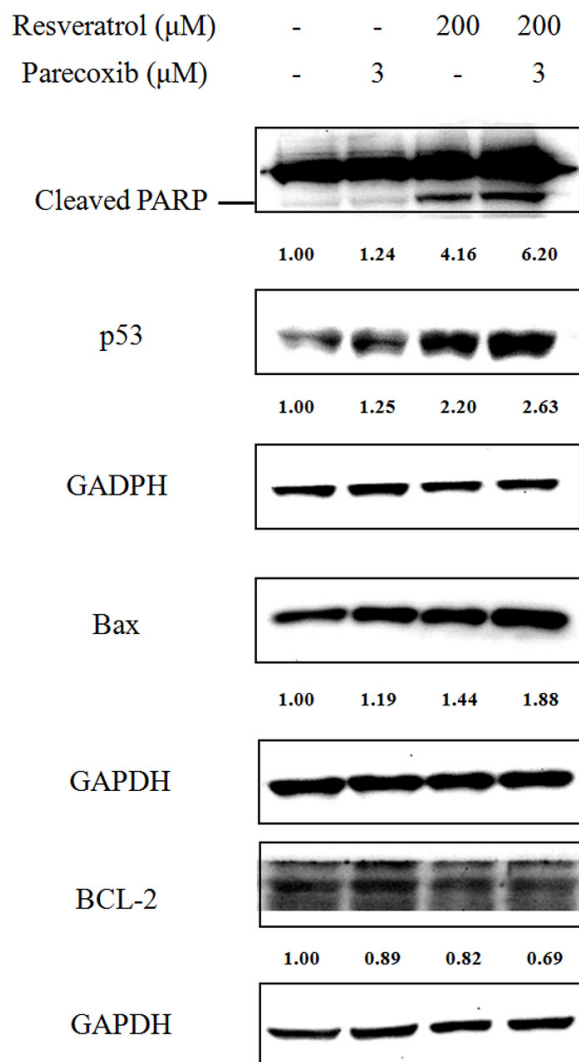 Resveratrol (μM) - - 200 200
Parecoxib (μM) - 3 - 3
Cleaved PARP
1.00 1.24 4.16 6.20
p53
1.00 1.25 2.20 2.63
GADPH
Bax
1.00 1.19 1.44 1.88
GAPDH
BCL-2
1.00 0.89 0.82 0.69
GAPDH